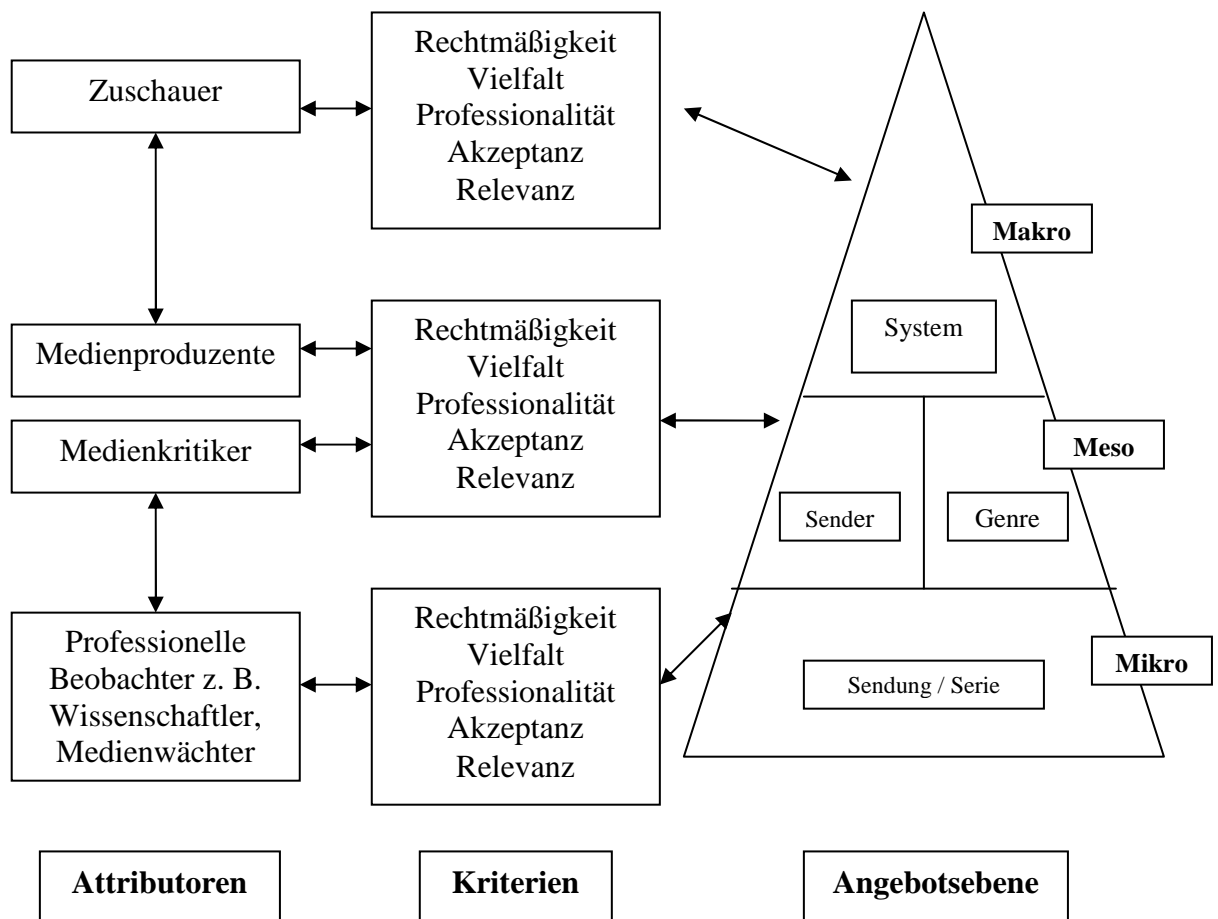 Zuschauer
Medienproduzente
Medienkritiker
Professionelle
Beobachter z. B.
Wissenschaftler,
Medienwächter
Attributoren
Rechtmäßigkeit
Vielfalt
Professionalität
Akzeptanz
Relevanz
Rechtmäßigkeit
Vielfalt
Professionalität
Akzeptanz
Relevanz
Rechtmäßigkeit
Vielfalt
Professionalität
Akzeptanz
Relevanz
Kriterien
Makro
System
Meso
Sender
Genre
Mikro
Sendung / Serie
Angebotsebene